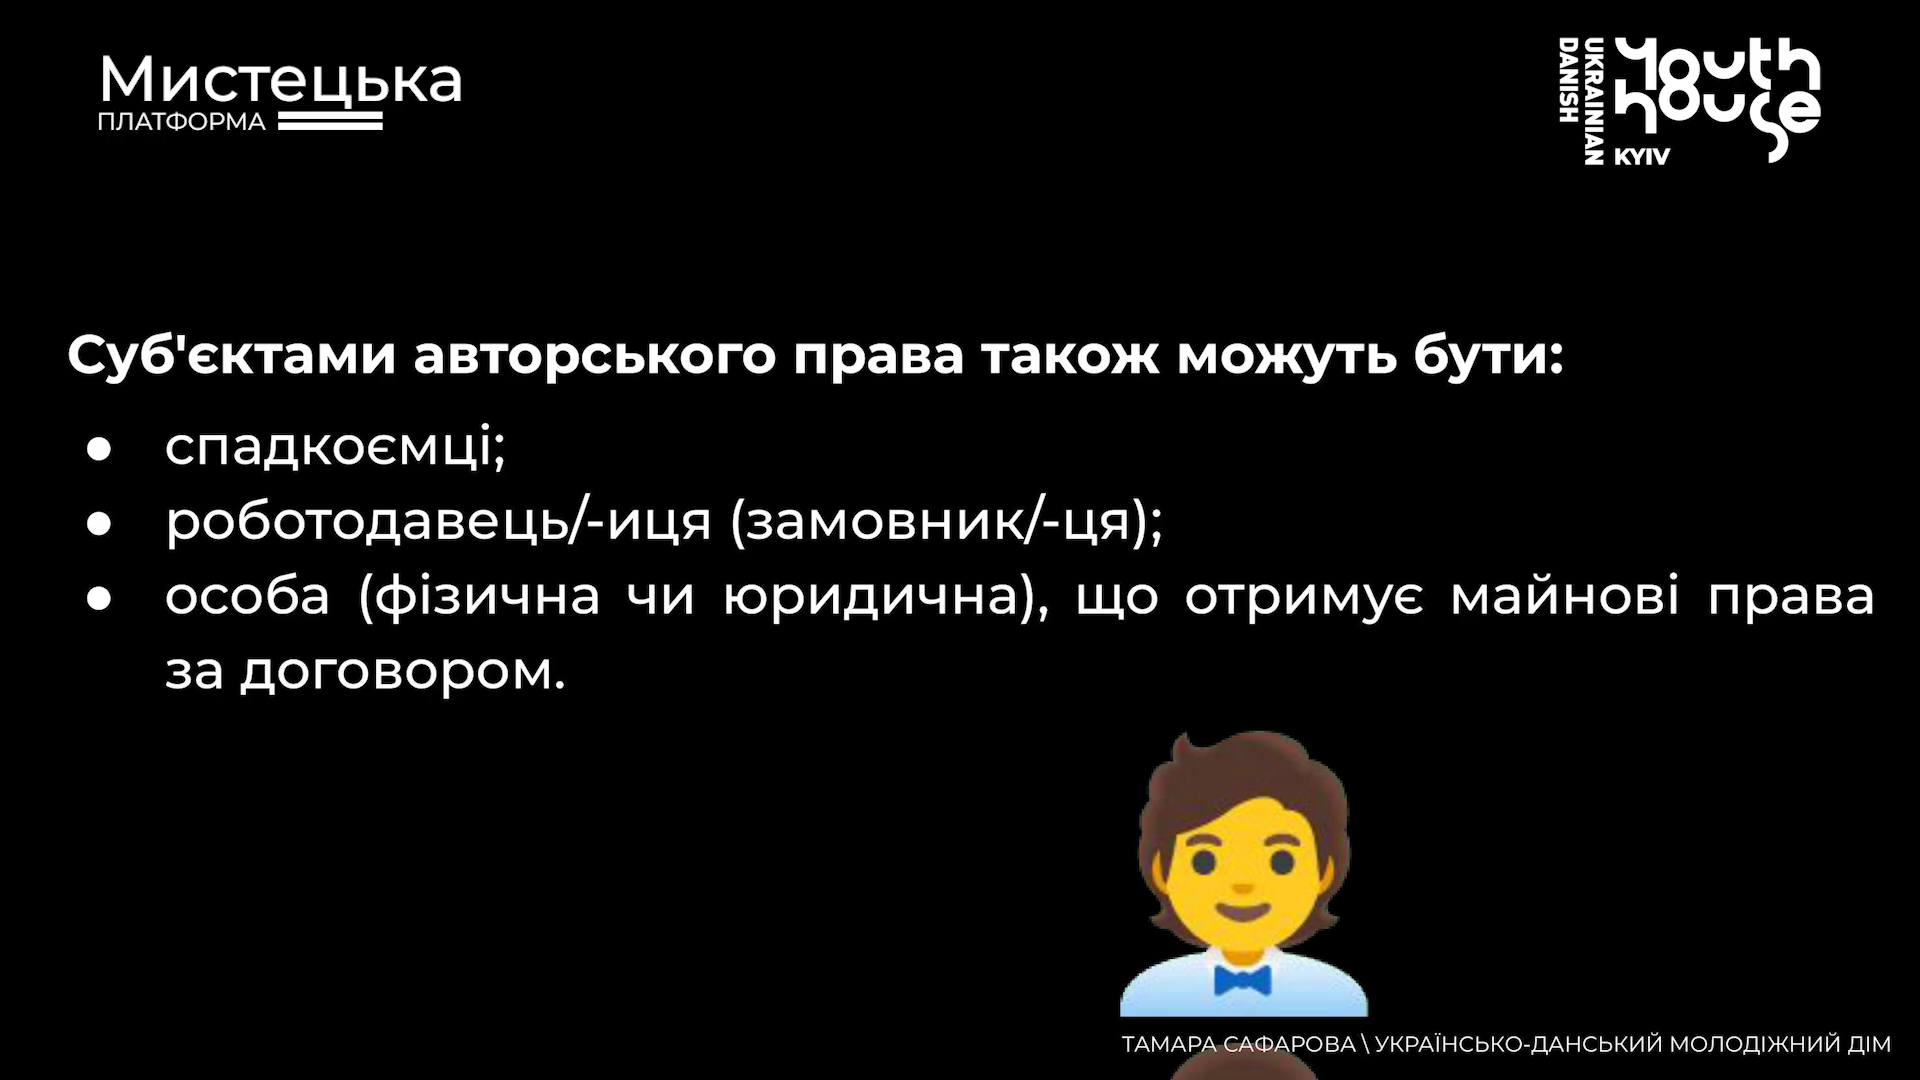 Мистецька
ПЛАТФОРМА
DANISH
UKRAINIAN
Youth
house
KYIV
Суб'єктами авторського права також можуть бути:
● спадкоємці;
● роботодавець/-иця (замовник/-ця);
● особа (фізична чи юридична), що отримує майнові права
за договором.
ТАМАРА САФАРОВА \ УКРАЇНСЬКО-ДАНСЬКИЙ МОЛОДІЖНИЙ ДІМ